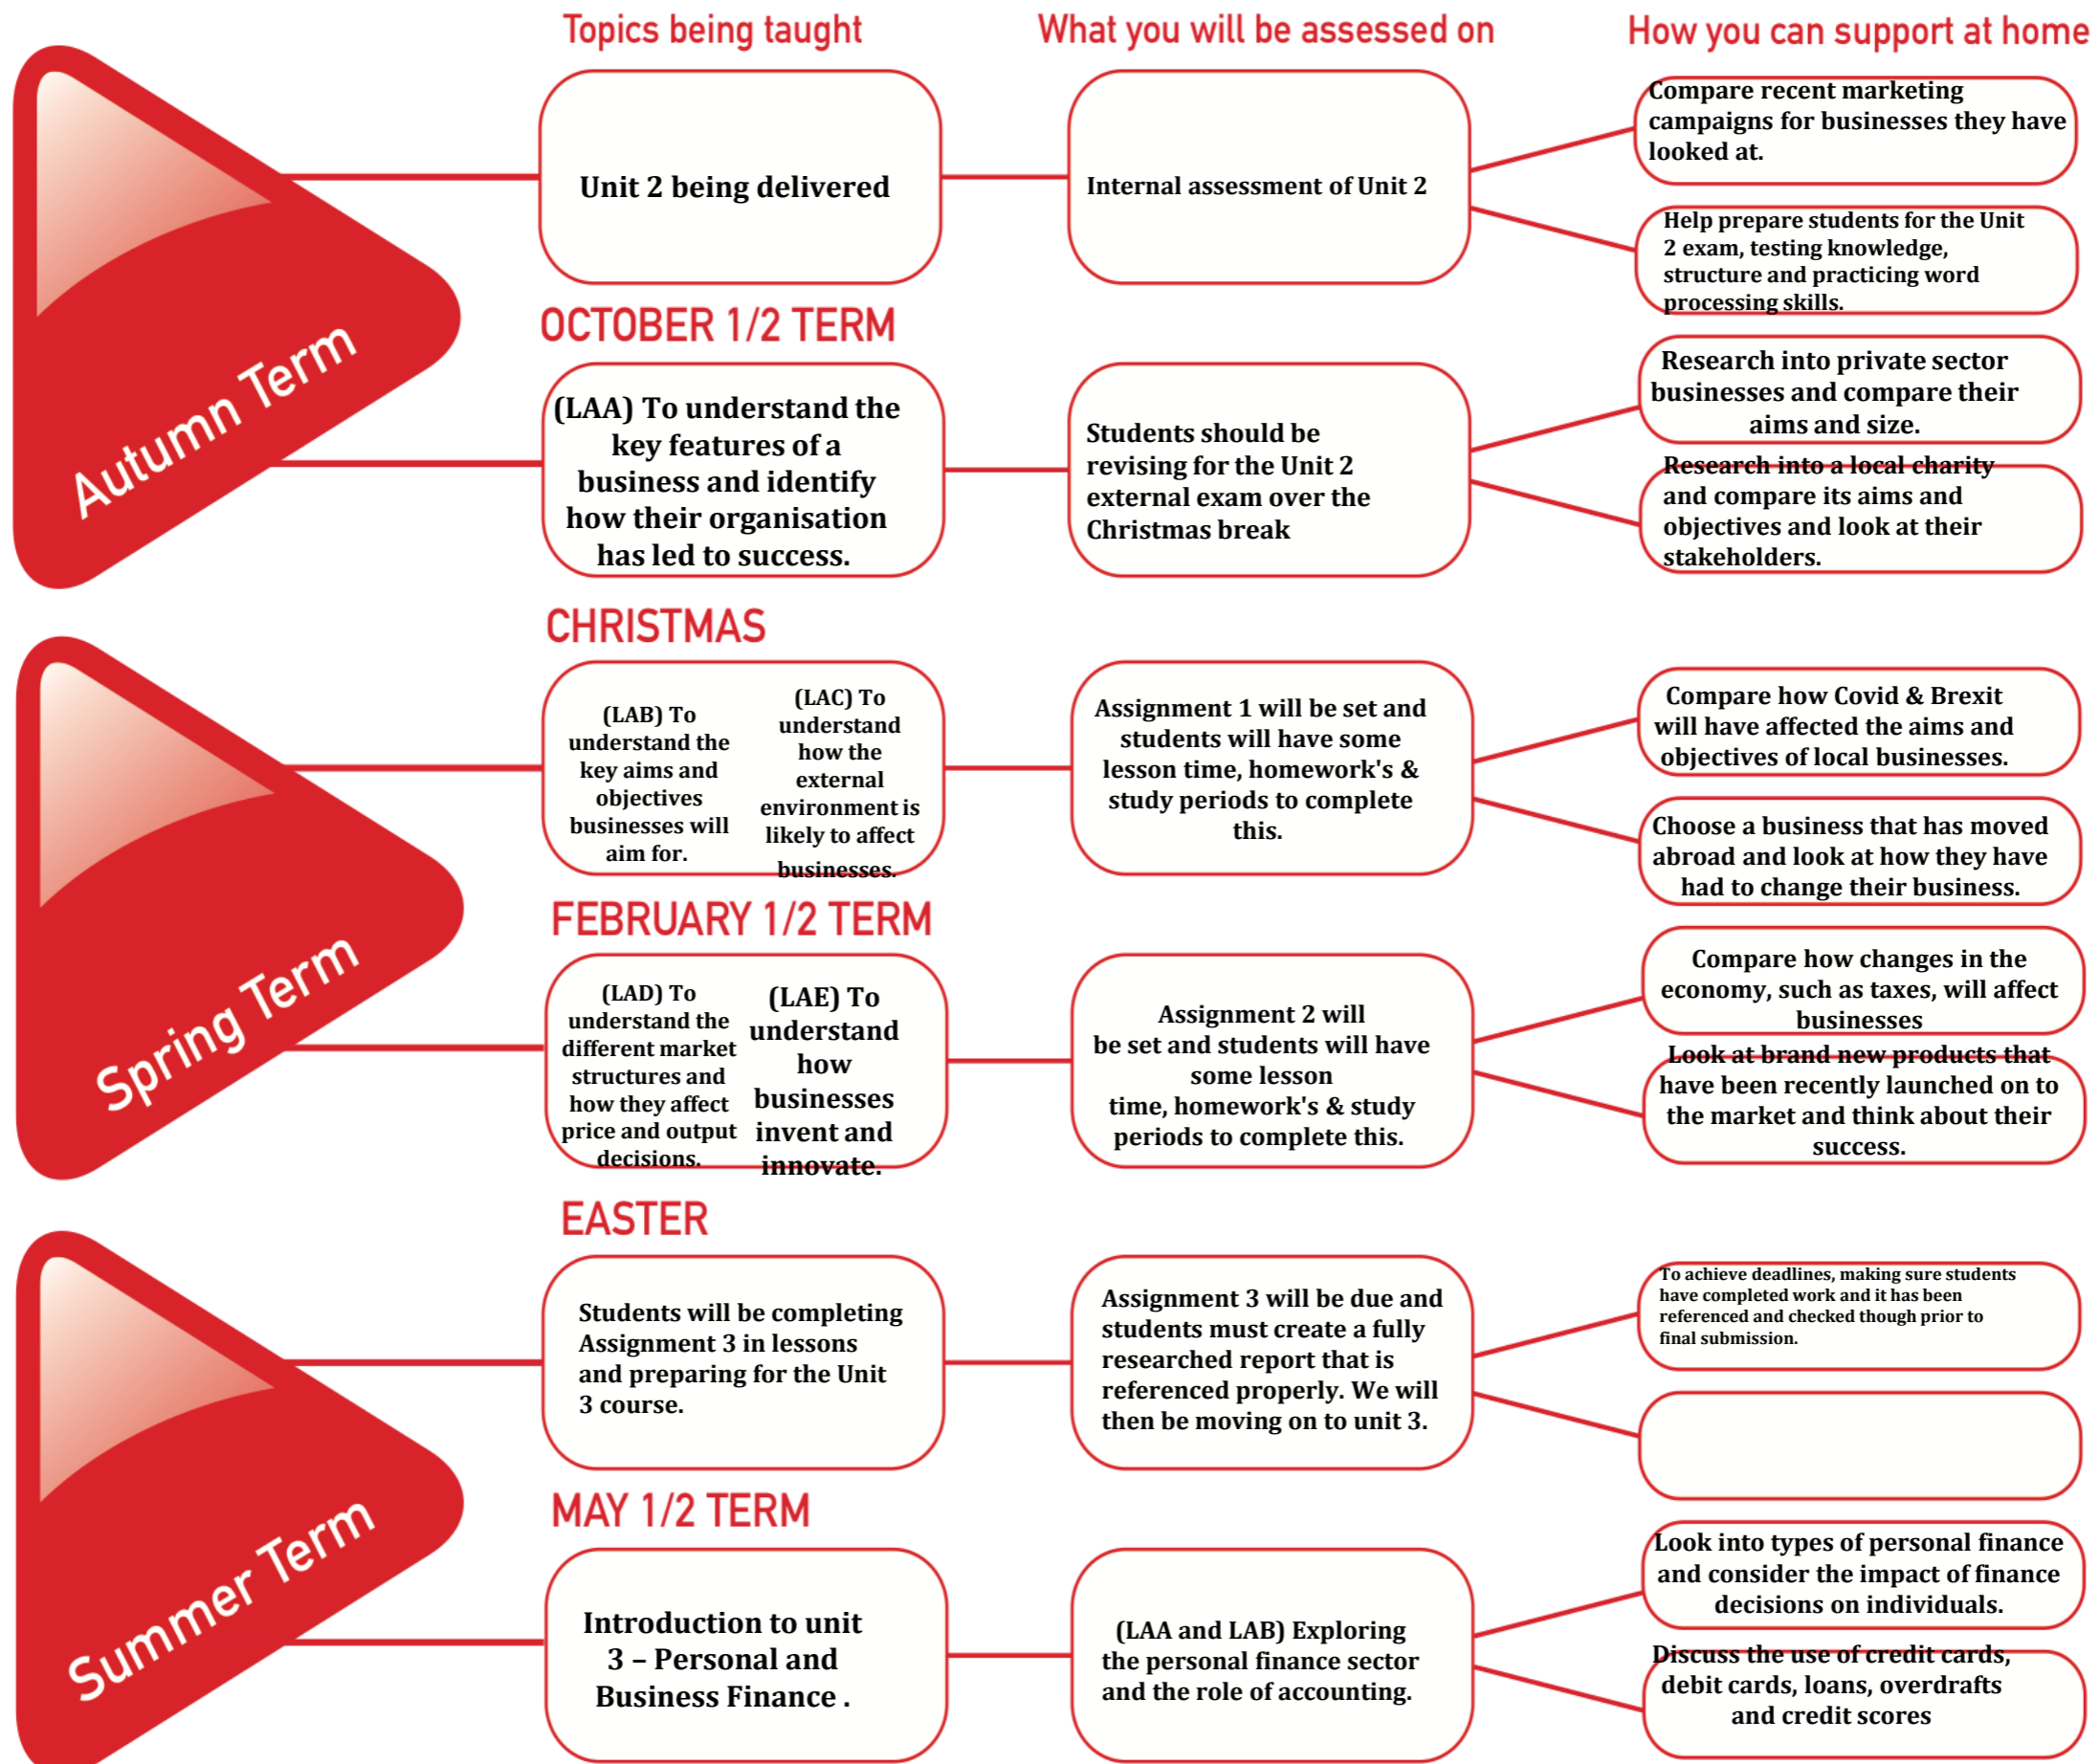 Topics being taught
What you will be assessed on
How you can support at home
Autumn Term
Unit 2 being delivered
Internal assessment of Unit 2
Compare recent marketing
campaigns for businesses they have
looked at.
Help prepare students for the Unit
2 exam, testing knowledge,
structure and practicing word
processing skills.
OCTOBER 1/2 TERM
(LAA) To understand the
key features of a
business and identify
how their organisation
has led to success.
Students should be
revising for the Unit 2
external exam over the
Christmas break
Research into private sector
businesses and compare their
aims and size.
Research into a local charity
and compare its aims and
objectives and look at their
stakeholders.
CHRISTMAS
Spring Term
(LAB) To
understand the
key aims and
objectives
businesses will
aim for.
(LAC) To
understand
how the
external
environment is
likely to affect
businesses.
Assignment 1 will be set and
students will have some
lesson time, homework's &
study periods to complete
this.
Compare how Covid & Brexit
will have affected the aims and
objectives of local businesses.
Choose a business that has moved
abroad and look at how they have
had to change their business.
FEBRUARY 1/2 TERM
(LAD) To
understand the
different market
structures and
how they affect
price and output
decisions.
(LAE) To
understand
how
businesses
invent and
innovate.
Assignment 2 will
be set and students will have
some lesson
time, homework's & study
periods to complete this.
Compare how changes in the
economy, such as taxes, will affect
businesses
Look at brand new products that
have been recently launched on to
the market and think about their
success.
EASTER
Summer Term
Students will be completing
Assignment 3 in lessons
and preparing for the Unit
3 course.
Assignment 3 will be due and
students must create a fully
researched report that is
referenced properly. We will
then be moving on to unit 3.
To achieve deadlines, making sure students
have completed work and it has been
referenced and checked though prior to
final submission.
MAY 1/2 TERM
Introduction to unit
3 – Personal and
Business Finance .
(LAA and LAB) Exploring
the personal finance sector
and the role of accounting.
Look into types of personal finance
and consider the impact of finance
decisions on individuals.
Discuss the use of credit cards,
debit cards, loans, overdrafts
and credit scores